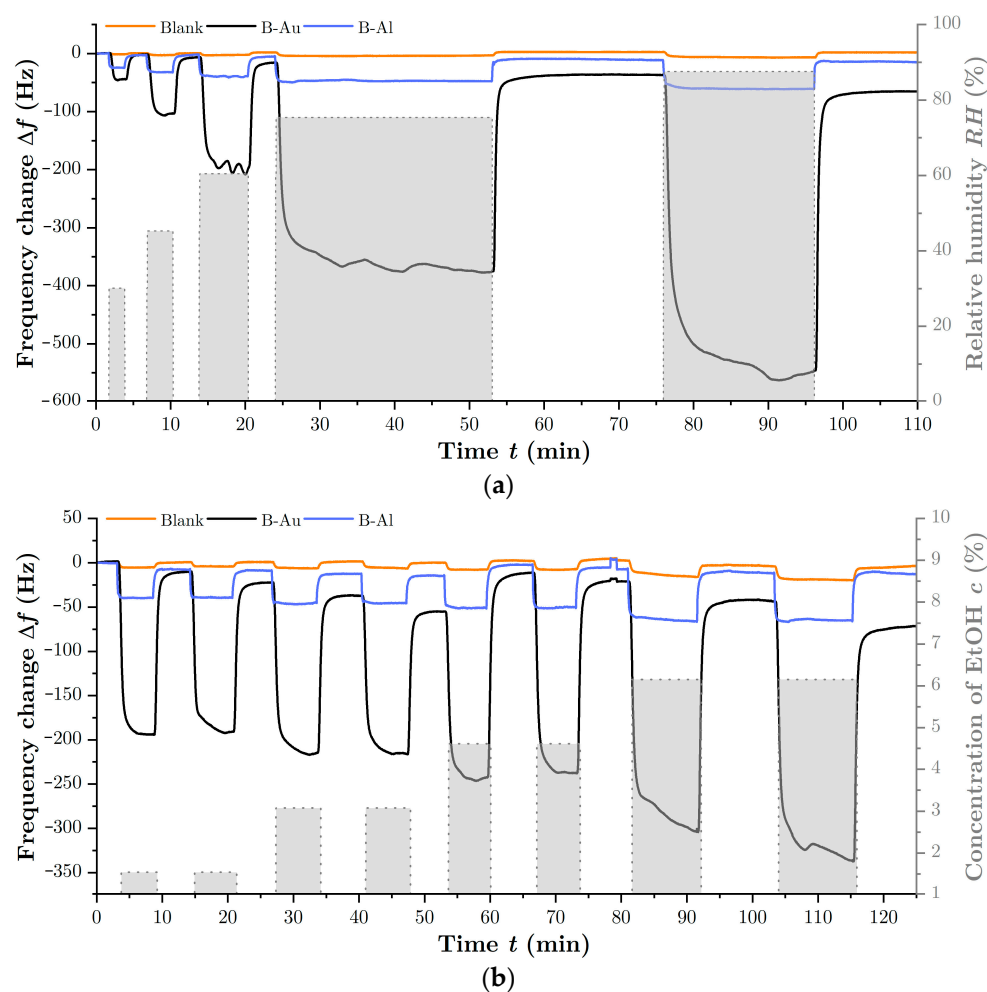 Blank B-Au B-Al
Frequency change Δf (Hz)
0
-100
-200
-300
-400
-500
-600
100
80
60
40
20
0
Relative humidity RH (%)
0 10 20 30 40 50 60 70 80 90 100 110
Time t (min)
(a)
Blank B-Au B-Al
Frequency change Δf (Hz)
50
0
-50
-100
-150
-200
-250
-300
-350
10
9
8
7
6
5
4
3
2
1
Concentration of EtOH c (%)
0 10 20 30 40 50 60 70 80 90 100 110 120
Time t (min)
(b)